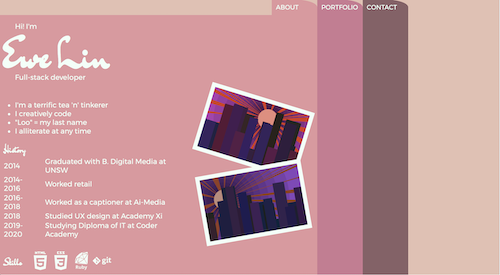 ABOUT PORTFOLIO CONTACT
Hi! I'm
Ewe Lin
Full-stack developer
• I'm a terrific tea 'n' tinkerer
• I creatively code
• "Loo" = my last name
• I alliterate at any time
History
2014 Graduated with B. Digital Media at UNSW
2014-2016 Worked retail
2016-2018 Worked as a captioner at Ai-Media
2018 Studied UX design at Academy Xi
2019-2020 Studying Diploma of IT at Coder Academy
Skills HTML 5 CSS 3 Ruby git